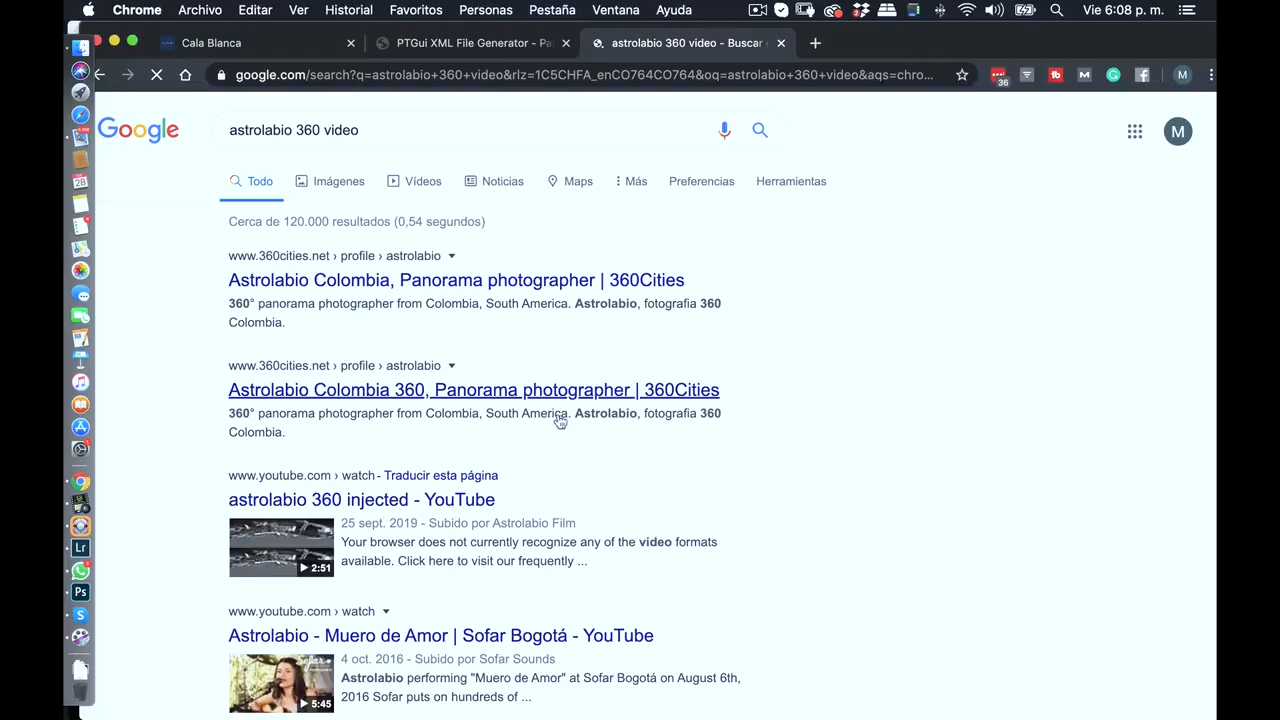 Chrome Archivo Editar Ver Historial Favoritos Personas Pestaña Ventana Ayuda Vie 6:08 p. m.
Cala Blanca PTGui XML File Generator - Pa astrolabio 360 video - Buscar
google.com/search?q=astrolabio+360+video&rlz=1C5CHFA_enCO764CO764&oq=astrolabio+360+video&aqs=chro... 36 M
Google astrolabio 360 video M
Todo Imágenes Vídeos Noticias Maps Más Preferencias Herramientas
Cerca de 120.000 resultados (0,54 segundos)
www.360cities.net › profile › astrolabio
Astrolabio Colombia, Panorama photographer | 360Cities
360° panorama photographer from Colombia, South America. Astrolabio, fotografia 360
Colombia.
www.360cities.net › profile › astrolabio
Astrolabio Colombia 360, Panorama photographer | 360Cities
360° panorama photographer from Colombia, South America. Astrolabio, fotografia 360
Colombia.
www.youtube.com › watch - Traducir esta página
astrolabio 360 injected - YouTube
25 sept. 2019 - Subido por Astrolabio Film
Your browser does not currently recognize any of the video formats
available. Click here to visit our frequently ...
2:51
www.youtube.com › watch
Astrolabio - Muero de Amor | Sofar Bogotá - YouTube
4 oct. 2016 - Subido por Sofar Sounds
Astrolabio performing "Muero de Amor" at Sofar Bogotá on August 6th,
2016 Sofar puts on hundreds of ...
5:45
28
Lr
Ps